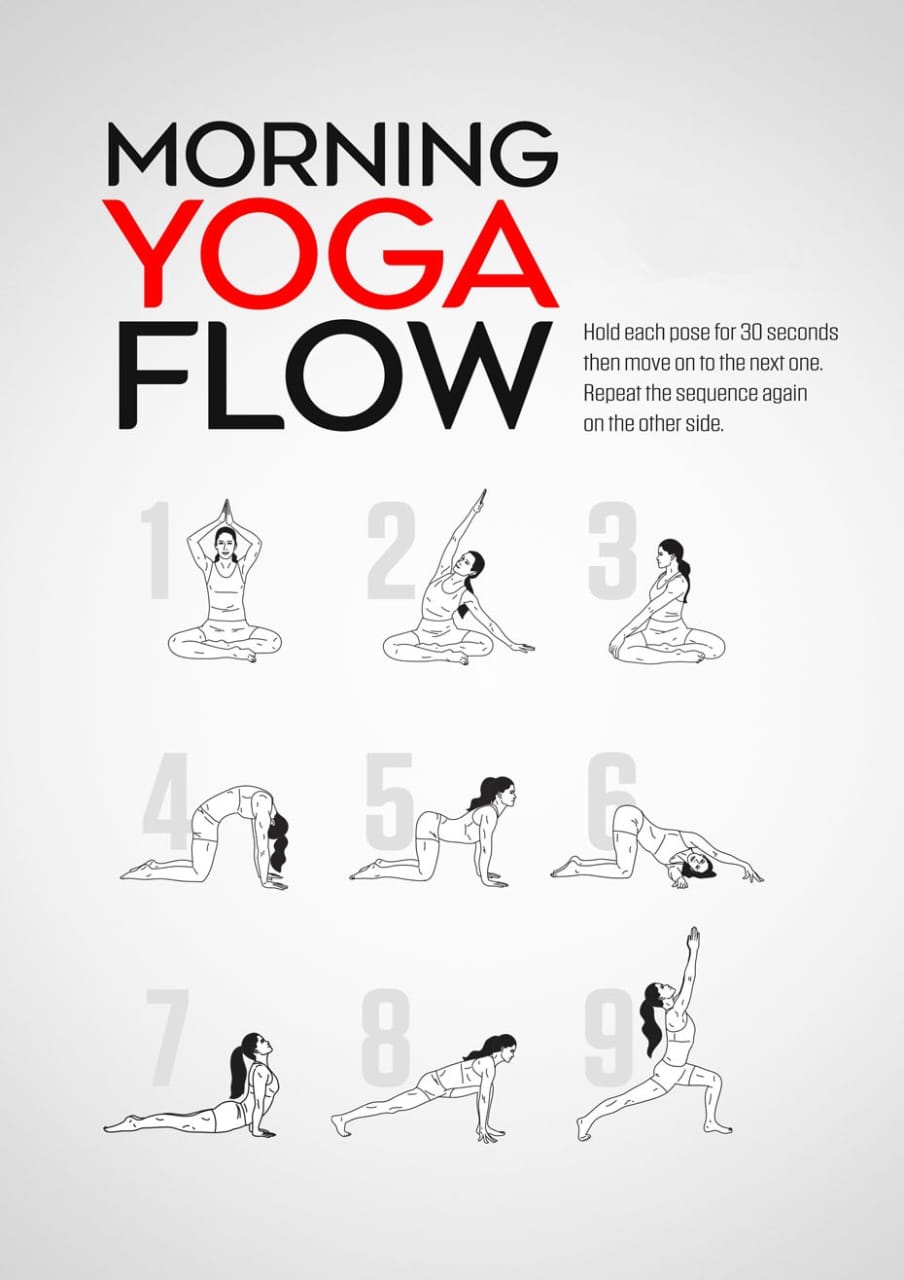 MORNING
YOGA
FLOW
Hold each pose for 30 seconds
then move on to the next one.
Repeat the sequence again
on the other side.
1
2
3
4
5
6
7
8
9